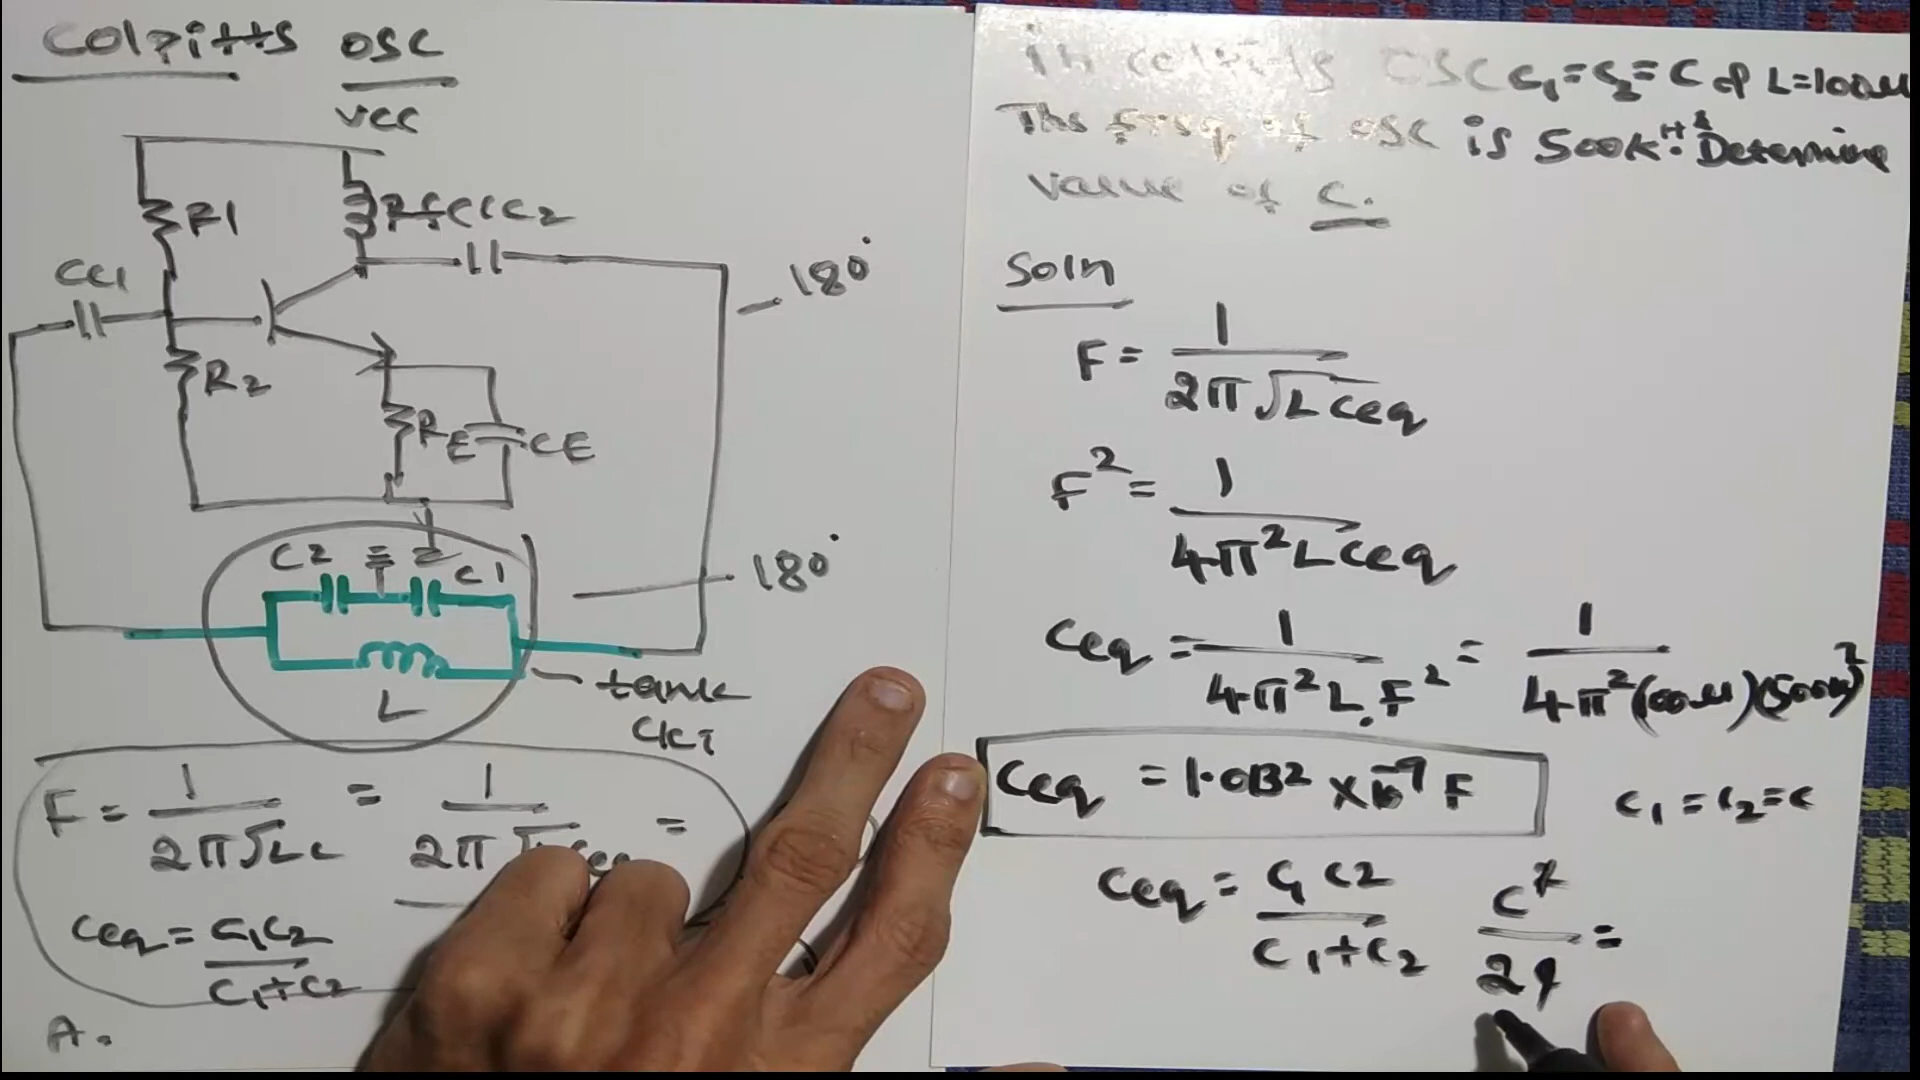 Colpitts osc
VCC
R1
RFC
CC2
CC1
180°
R2
RE
CE
C2
C1
180°
L
tank
CKT
F = 1 / 2π√LC = 1 / 2π =
Ceq = C1C2 / C1+C2
A.
in colpitts OSC C1 = C2 = C & L = 100μ
The freq of osc is 500KHz. Determine
value of C.
Soln
F = 1 / 2π√LCeq
F² = 1 / 4π²LCeq
Ceq = 1 / 4π²L.F² = 1 / 4π²(100μ)(500k)²
Ceq = 1.0132 × 10⁻⁹ F
C1 = C2 = C
Ceq = C1C2 / C1+C2 C² / 2C =